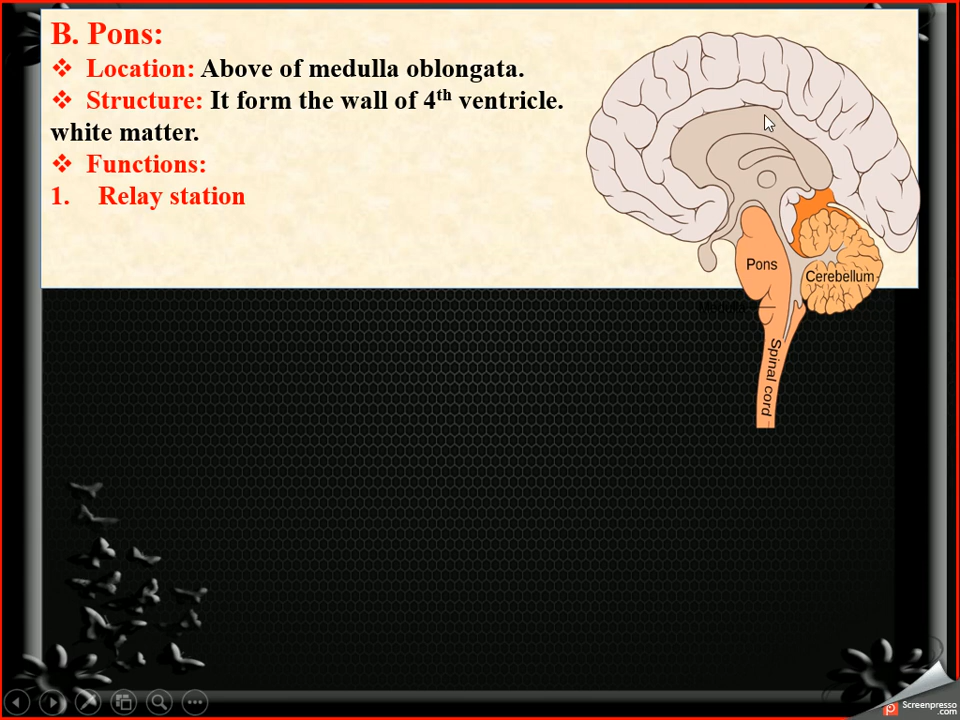 B. Pons:
❖ Location: Above of medulla oblongata.
❖ Structure: It form the wall of 4th ventricle.
white matter.
❖ Functions:
1. Relay station
Pons
Cerebellum
Spinal cord
Screenpresso
.com